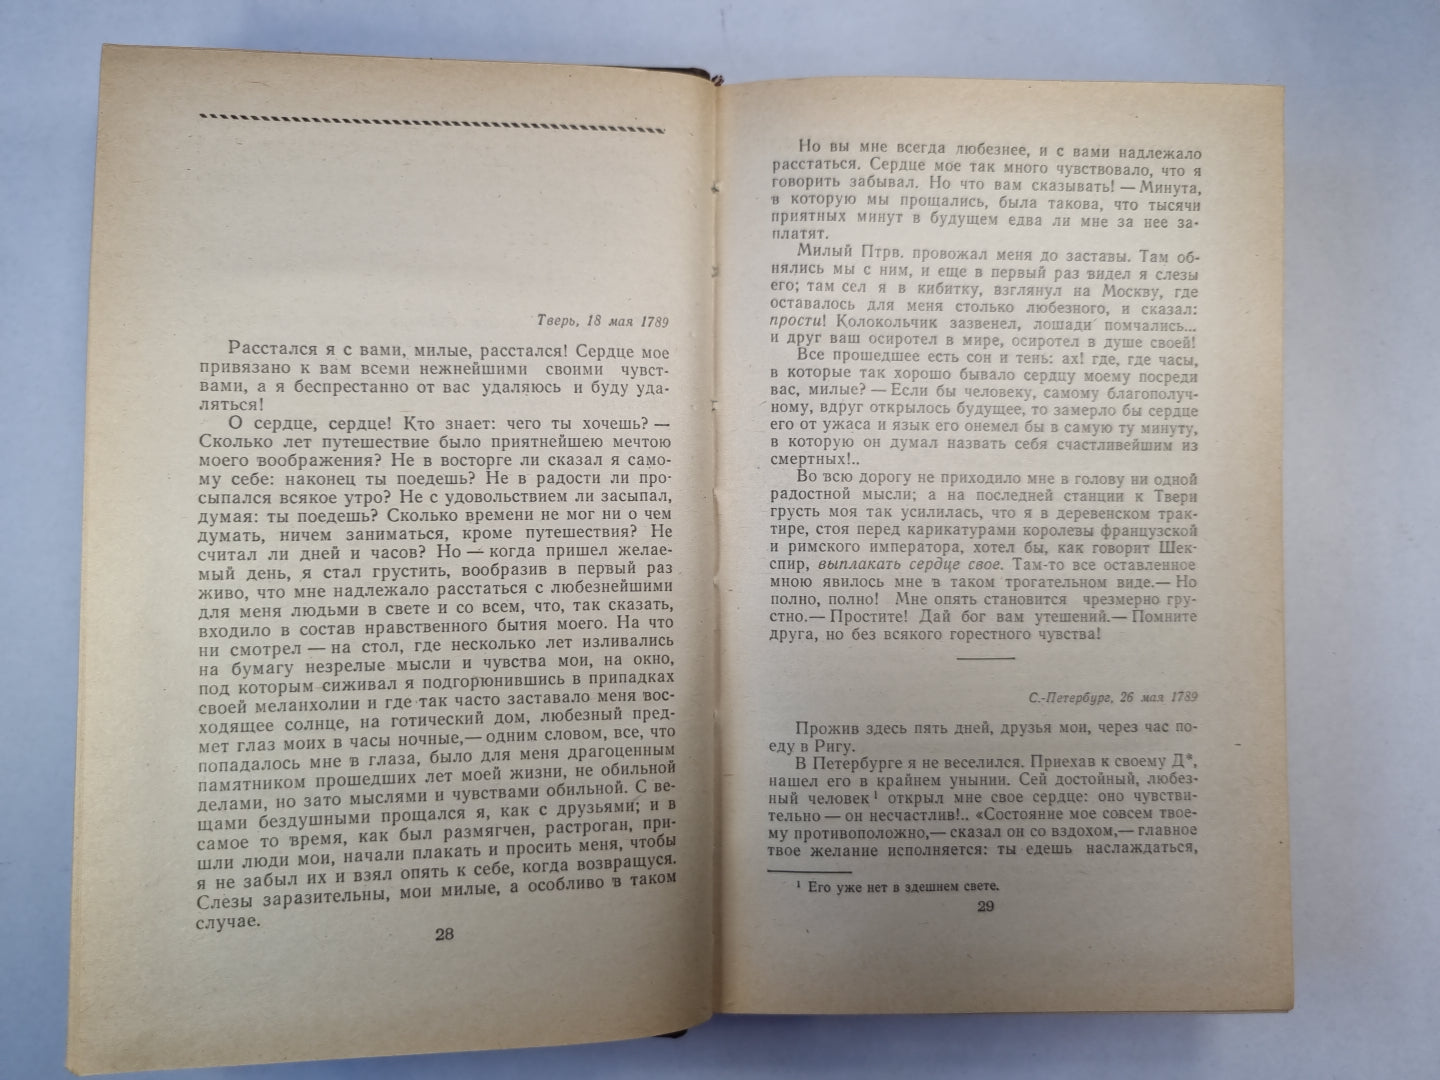 Тверь, 18 мая 1789
Расстался я с вами, милые, расстался! Сердце мое
привязано к вам всеми нежнейшими своими чувст-
вами, а я беспрестанно от вас удаляюсь и буду уда-
ляться!
О сердце, сердце! Кто знает: чего ты хочешь? —
Сколько лет путешествие было приятнейшею мечтою
моего воображения? Не в восторге ли сказал я само-
му себе: наконец ты поедешь? Не в радости ли про-
сыпался всякое утро? Не с удовольствием ли засыпал,
думая: ты поедешь? Сколько времени не мог ни о чем
думать, ничем заниматься, кроме путешествия? Не
считал ли дней и часов? Но — когда пришел желае-
мый день, я стал грустить, вообразив в первый раз
живо, что мне надлежало расстаться с любезнейшими
для меня людьми в свете и со всем, что, так сказать,
входило в состав нравственного бытия моего. На что
ни смотрел — на стол, где несколько лет изливались
на бумагу незрелые мысли и чувства мои, на окно,
под которым сиживал я подгорюнившись в припадках
своей меланхолии и где так часто заставало меня вос-
ходящее солнце, на готический дом, любезный пред-
мет глаз моих в часы ночные,— одним словом, все, что
попадалось мне в глаза, было для меня драгоценным
памятником прошедших лет моей жизни, не обильной
делами, но зато мыслями и чувствами обильной. С ве-
щами бездушными прощался я, как с друзьями; и в
самое то время, как был размягчен, растроган, при-
шли люди мои, начали плакать и просить меня, чтобы
я не забыл их и взял опять к себе, когда возвращуся.
Слезы заразительны, мои милые, а особливо в таком
случае.
28
Но вы мне всегда любезнее, и с вами надлежало
расстаться. Сердце мое так много чувствовало, что я
говорить забывал. Но что вам сказывать! — Минута,
в которую мы прощались, была такова, что тысячи
приятных минут в будущем едва ли мне за нее за-
платят.
Милый Птрв. провожал меня до заставы. Там об-
нялись мы с ним, и еще в первый раз видел я слезы
его; там сел я в кибитку, взглянул на Москву, где
оставалось для меня столько любезного, и сказал:
прости! Колокольчик зазвенел, лошади помчались...
и друг ваш осиротел в мире, осиротел в душе своей!
Все прошедшее есть сон и тень: ах! где, где часы,
в которые так хорошо бывало сердцу моему посреди
вас, милые? — Если бы человеку, самому благополуч-
ному, вдруг открылось будущее, то замерло бы сердце
его от ужаса и язык его онемел бы в самую ту минуту,
в которую он думал назвать себя счастливейшим из
смертных!..
Во всю дорогу не приходило мне в голову ни одной
радостной мысли; а на последней станции к Твери
грусть моя так усилилась, что я в деревенском трак-
тире, стоя перед карикатурами королевы французской
и римского императора, хотел бы, как говорит Шек-
спир, выплакать сердце свое. Там-то все оставленное
мною явилось мне в таком трогательном виде.— Но
полно, полно! Мне опять становится чрезмерно гру-
стно.— Простите! Дай бог вам утешений.— Помните
друга, но без всякого горестного чувства!
С.-Петербург, 26 мая 1789
Прожив здесь пять дней, друзья мои, через час по-
еду в Ригу.
В Петербурге я не веселился. Приехав к своему Д*,
нашел его в крайнем унынии. Сей достойный, любез-
ный человек ¹ открыл мне свое сердце: оно чувстви-
тельно — он несчастлив!.. «Состояние мое совсем твое-
му противоположно,— сказал он со вздохом,— главное
твое желание исполняется: ты едешь наслаждаться,
¹ Его уже нет в здешнем свете.
29